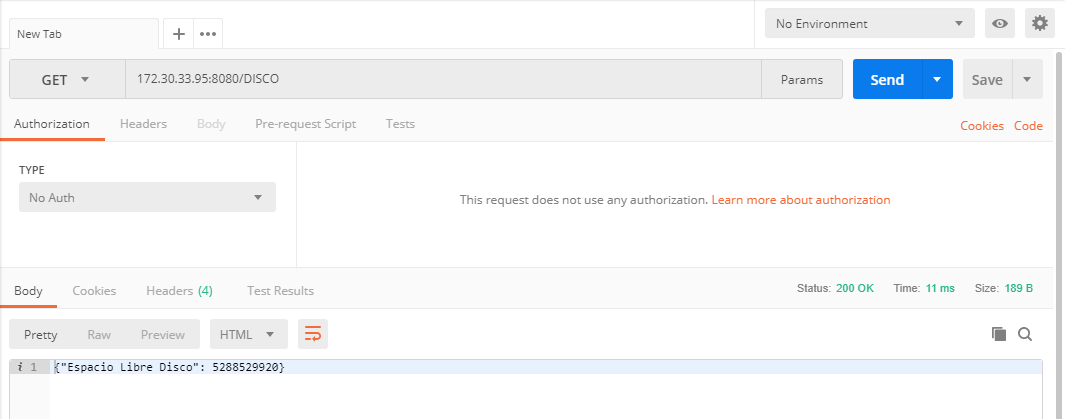 New Tab
No Environment
GET 172.30.33.95:8080/DISCO Params Send Save
Authorization Headers Body Pre-request Script Tests Cookies Code
TYPE
No Auth
This request does not use any authorization. Learn more about authorization
Body Cookies Headers (4) Test Results Status: 200 OK Time: 11 ms Size: 189 B
Pretty Raw Preview HTML
i 1 {"Espacio Libre Disco": 5288529920}